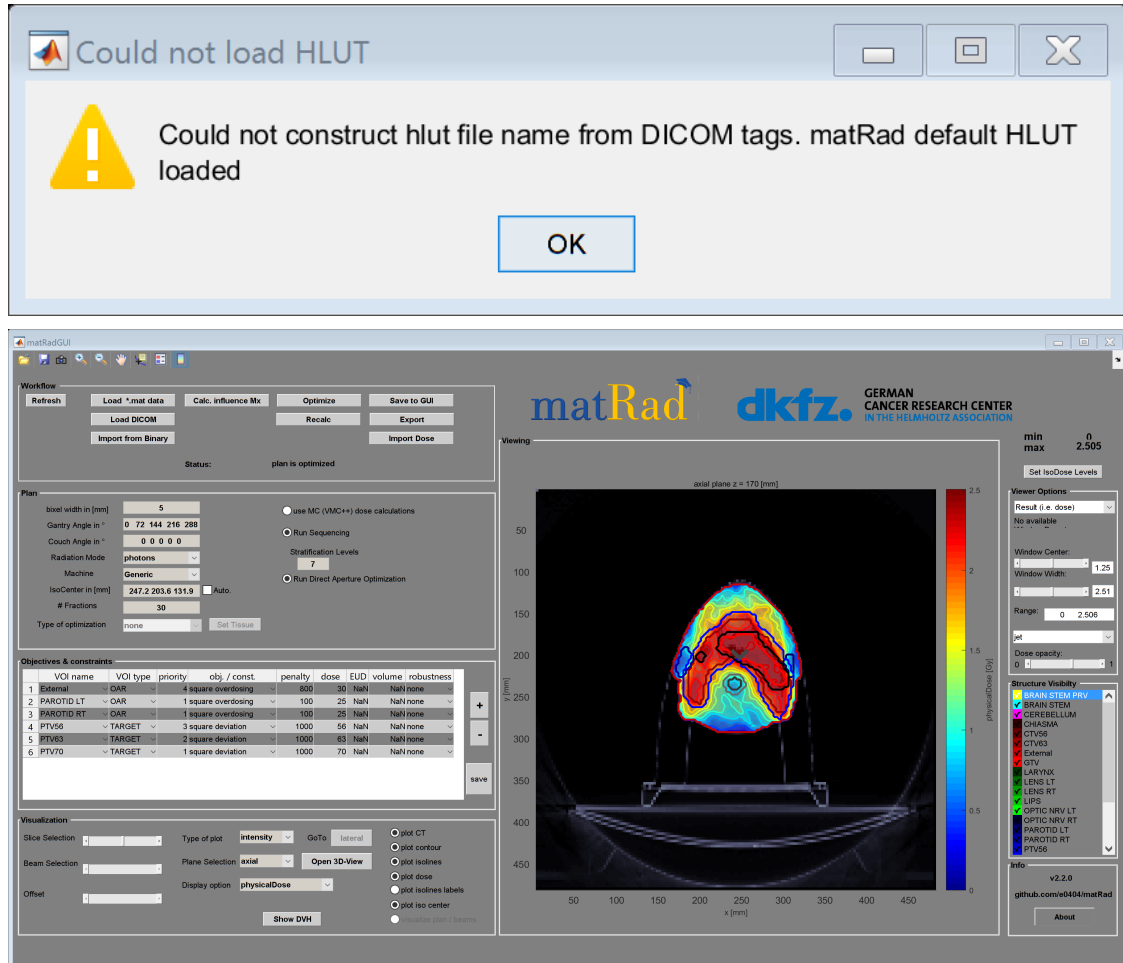 Could not load HLUT
Could not construct hlut file name from DICOM tags. matRad default HLUT
loaded
OK
matRadGUI
Workflow
Refresh Load *.mat data Calc. influence Mx Optimize Save to GUI
Load DICOM Recalc Export
Import from Binary Import Dose
Status: plan is optimized
Plan
bixel width in [mm] 5
Gantry Angle in ° 0 72 144 216 288
Couch Angle in ° 0 0 0 0 0
Radiation Mode photons
Machine Generic
IsoCenter in [mm] 247.2 203.6 131.9 Auto.
# Fractions 30
Type of optimization none Set Tissue
use MC (VMC++) dose calculations
Run Sequencing
Stratification Levels
7
Run Direct Aperture Optimization
Objectives & constraints
VOI name VOI type priority obj. / const. penalty dose EUD volume robustness
1 External OAR 4 square overdosing 800 30 NaN NaN none
2 PAROTID LT OAR 1 square overdosing 100 25 NaN NaN none
3 PAROTID RT OAR 1 square overdosing 100 25 NaN NaN none
4 PTV56 TARGET 3 square deviation 1000 56 NaN NaN none
5 PTV63 TARGET 2 square deviation 1000 63 NaN NaN none
6 PTV70 TARGET 1 square deviation 1000 70 NaN NaN none
+
-
save
Visualization
Slice Selection
Beam Selection
Offset
Type of plot intensity GoTo lateral
Plane Selection axial Open 3D-View
Display option physicalDose
Show DVH
plot CT
plot contour
plot isolines
plot dose
plot isolines labels
plot iso center
visualize plan / beams
matRad
dkfz.
GERMAN
CANCER RESEARCH CENTER
IN THE HELMHOLTZ ASSOCIATION
Viewing
axial plane z = 170 [mm]
50
100
150
200
250
300
350
400
450
y [mm]
50 100 150 200 250 300 350 400 450
x [mm]
2.5
2
1.5
1
0.5
0
physicalDose [Gy]
min 0
max 2.505
Set IsoDose Levels
Viewer Options
Result (i.e. dose)
No available
Window Center:
1.25
Window Width:
2.51
Range: 0 2.506
jet
Dose opacity:
0 1
Structure Visibilty
BRAIN STEM PRV
BRAIN STEM
CEREBELLUM
CHIASMA
CTV56
CTV63
External
GTV
LARYNX
LENS LT
LENS RT
LIPS
OPTIC NRV LT
OPTIC NRV RT
PAROTID LT
PAROTID RT
PTV56
Info
v2.2.0
github.com/e0404/matRad
About